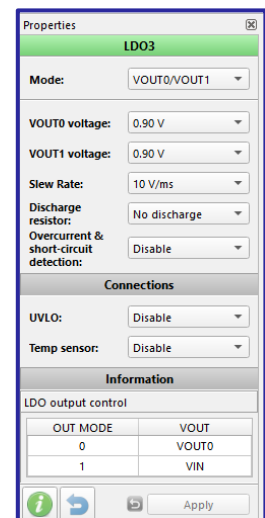 Properties
LDO3
Mode: VOUT0/VOUT1
VOUT0 voltage: 0.90 V
VOUT1 voltage: 0.90 V
Slew Rate: 10 V/ms
Discharge
resistor: No discharge
Overcurrent &
short-circuit
detection: Disable
Connections
UVLO: Disable
Temp sensor: Disable
Information
LDO output control
OUT MODE VOUT
0 VOUT0
1 VIN
Apply